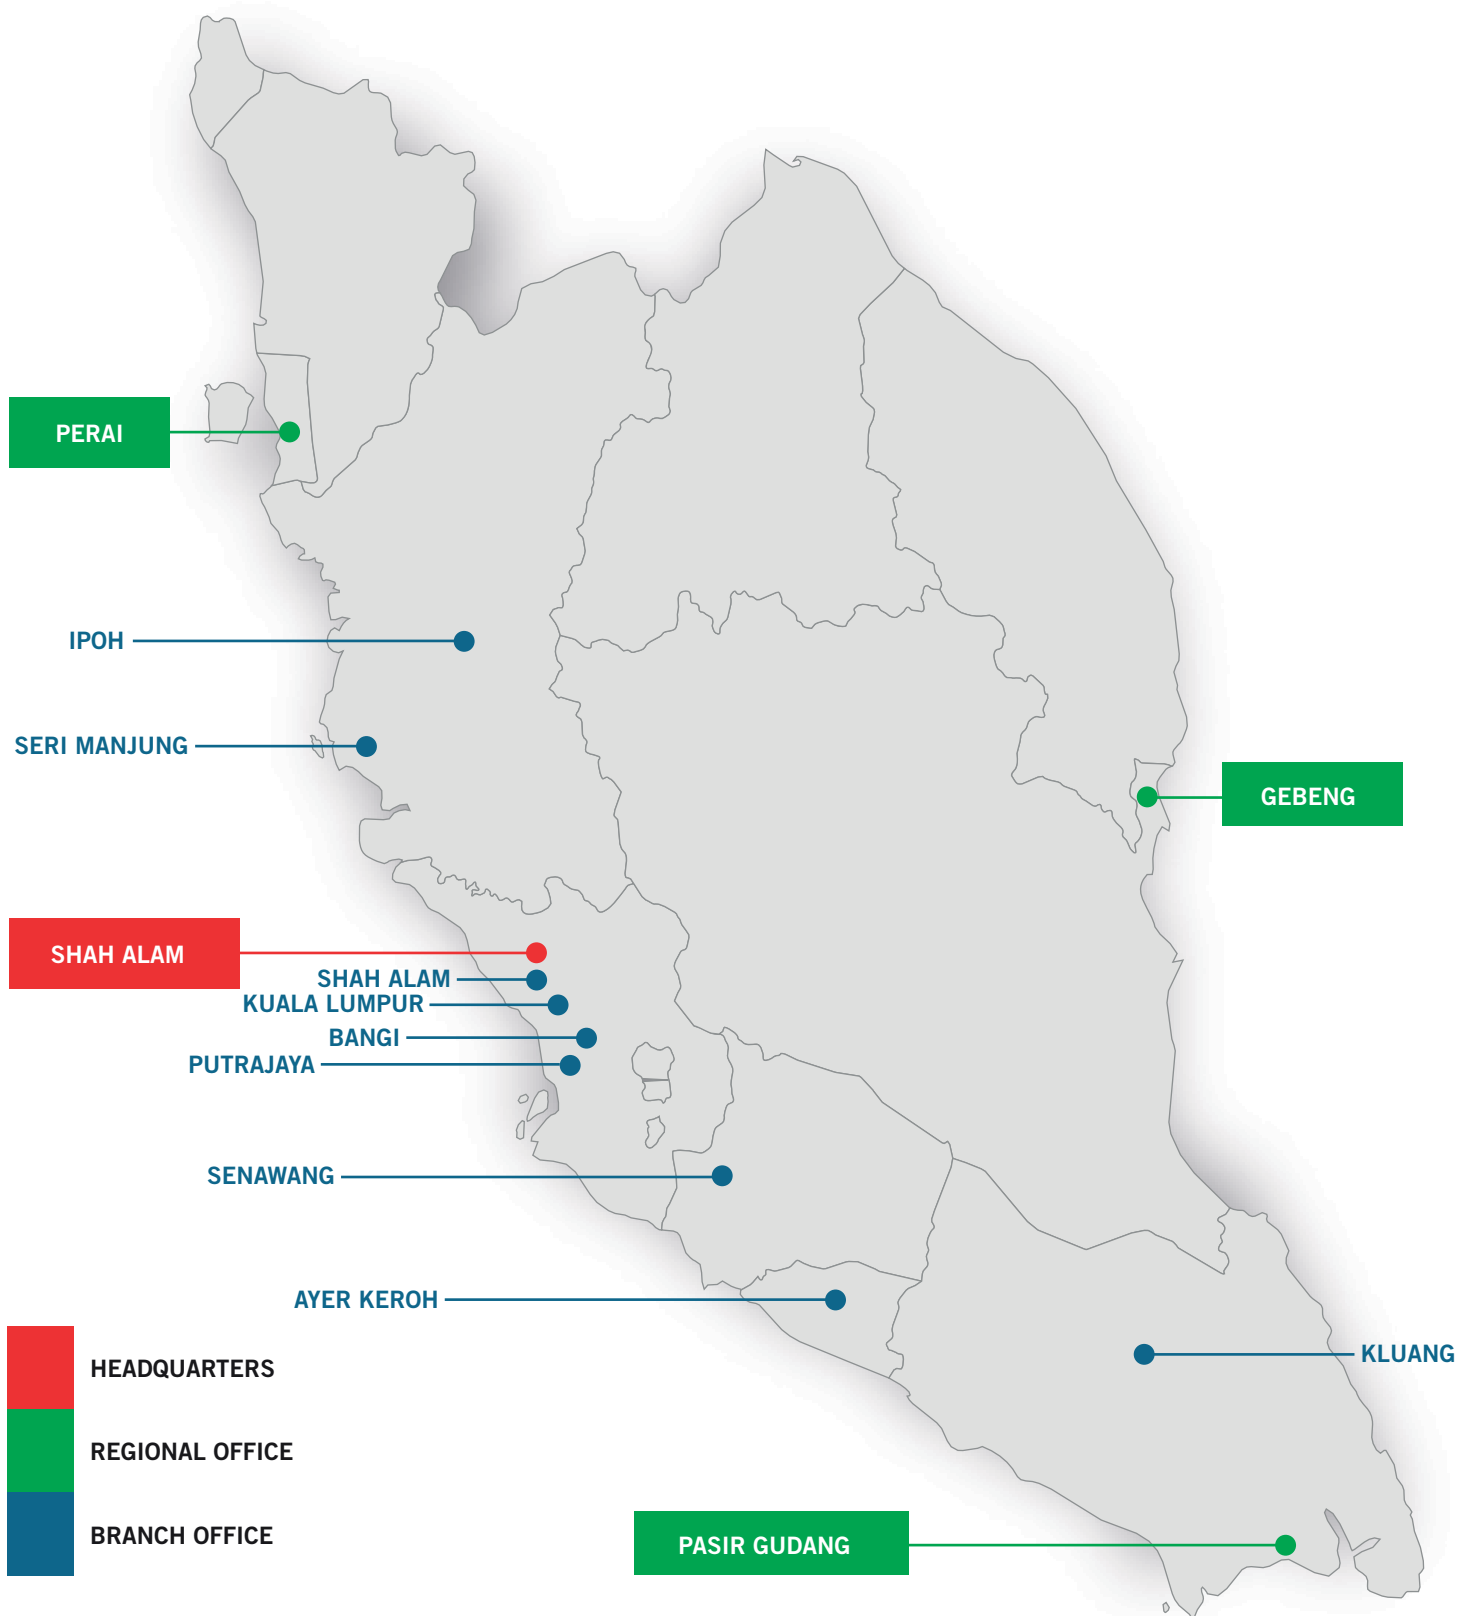 PERAI
IPOH
SERI MANJUNG
GEBENG
SHAH ALAM
SHAH ALAM
KUALA LUMPUR
BANGI
PUTRAJAYA
SENAWANG
AYER KEROH
KLUANG
HEADQUARTERS
REGIONAL OFFICE
BRANCH OFFICE
PASIR GUDANG